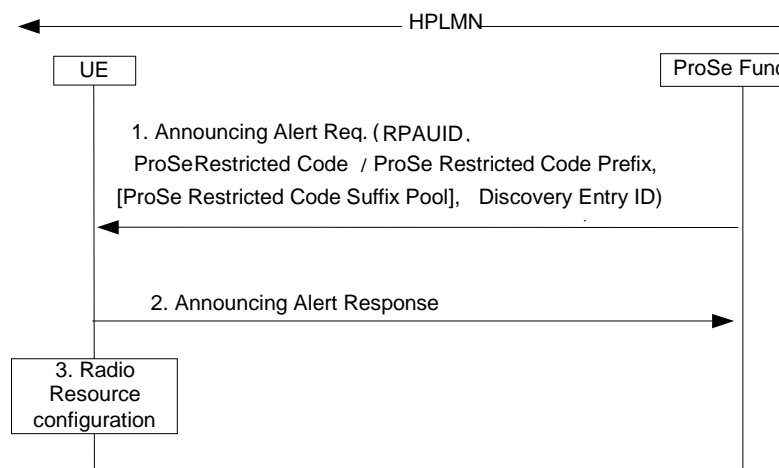 HPLMN
UE
ProSe Func
1. Announcing Alert Req. (RPAUID,
ProSeRestricted Code / ProSe Restricted Code Prefix,
[ProSe Restricted Code Suffix Pool], Discovery Entry ID)
2. Announcing Alert Response
3. Radio
Resource
configuration